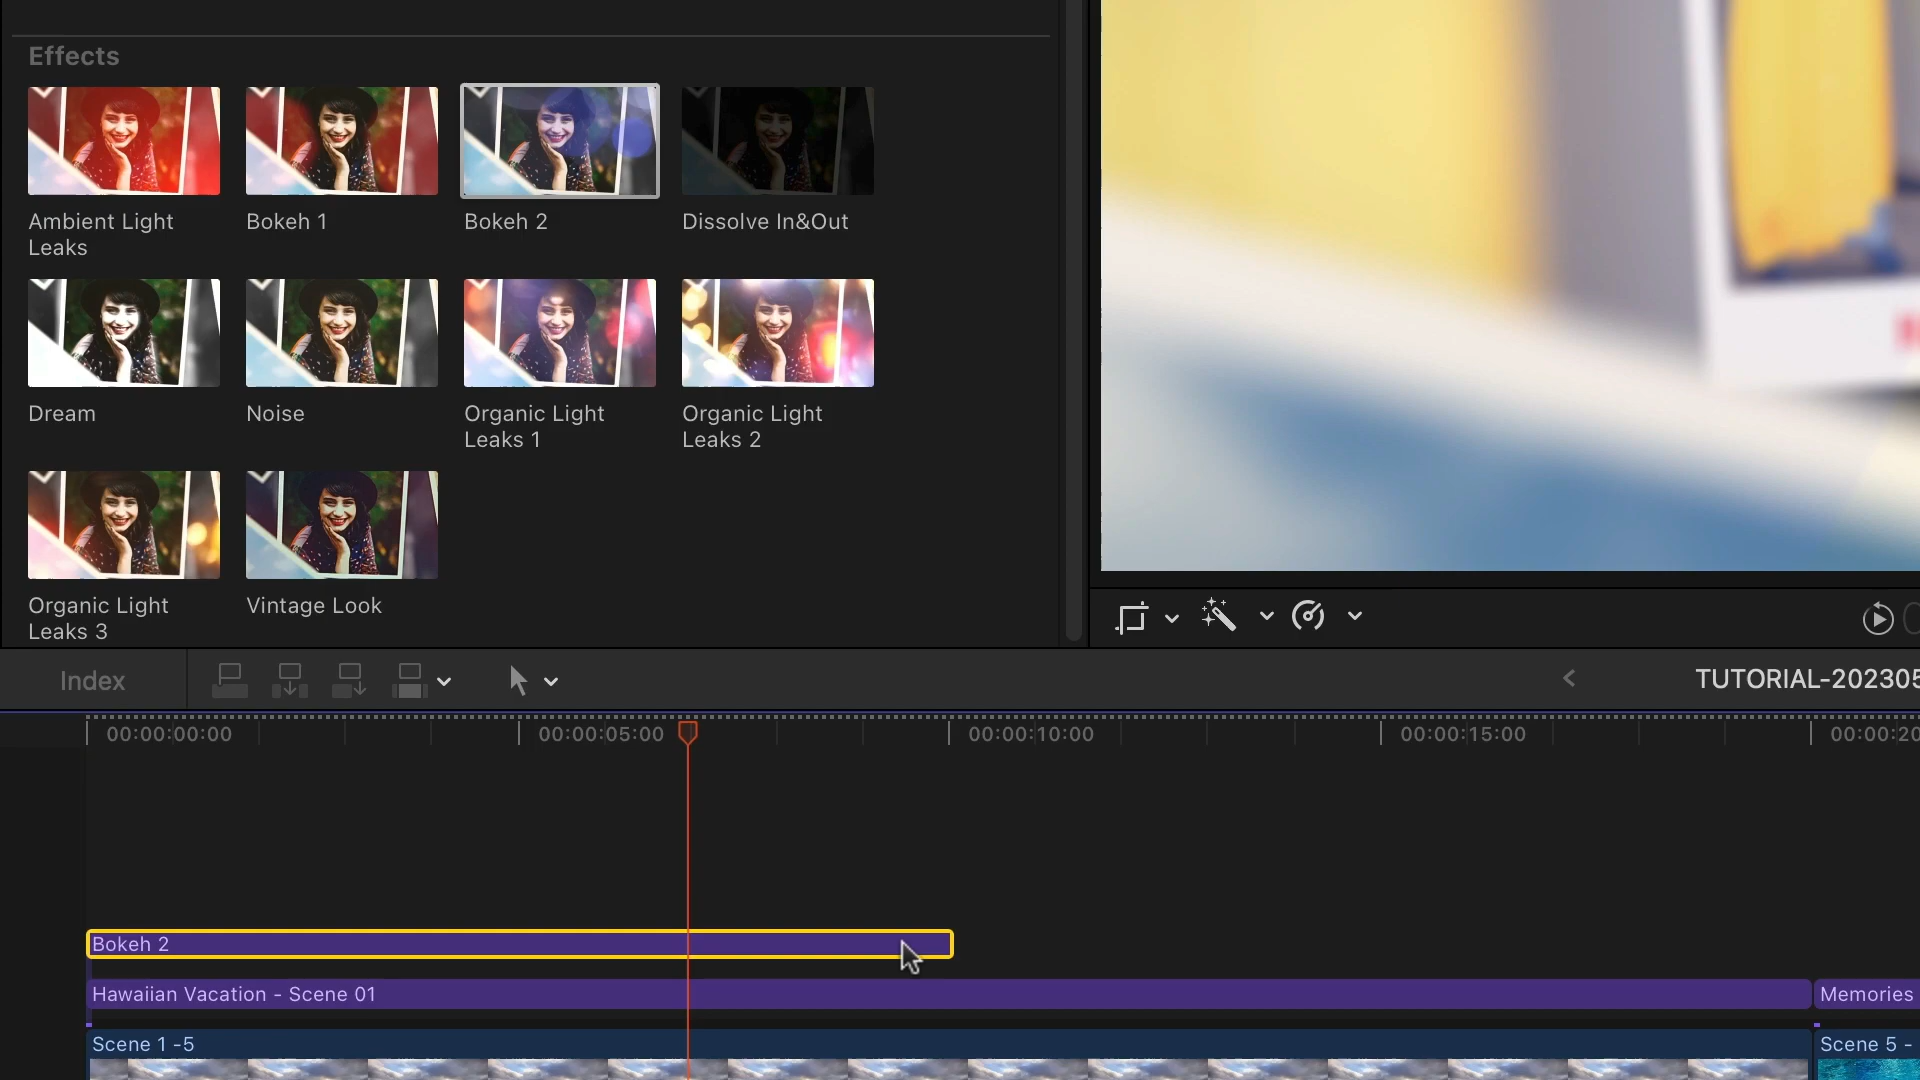 Effects
Ambient Light
Leaks
Bokeh 1
Bokeh 2
Dissolve In&Out
Dream
Noise
Organic Light
Leaks 1
Organic Light
Leaks 2
Organic Light
Leaks 3
Vintage Look
Index
TUTORIAL-202305
00:00:00:00
00:00:05:00
00:00:10:00
00:00:15:00
00:00:20
Bokeh 2
Hawaiian Vacation - Scene 01
Memories
Scene 1 -5
Scene 5 -